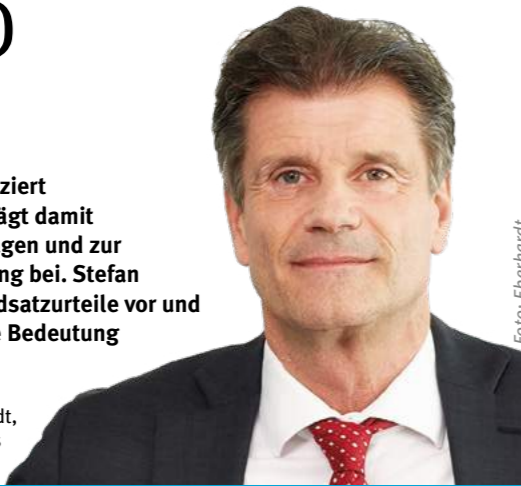 ziert
ägt damit
gen und zur
ng bei. Stefan
dsatzurteile vor und
e Bedeutung
dt,
s
Foto: Eberhardt